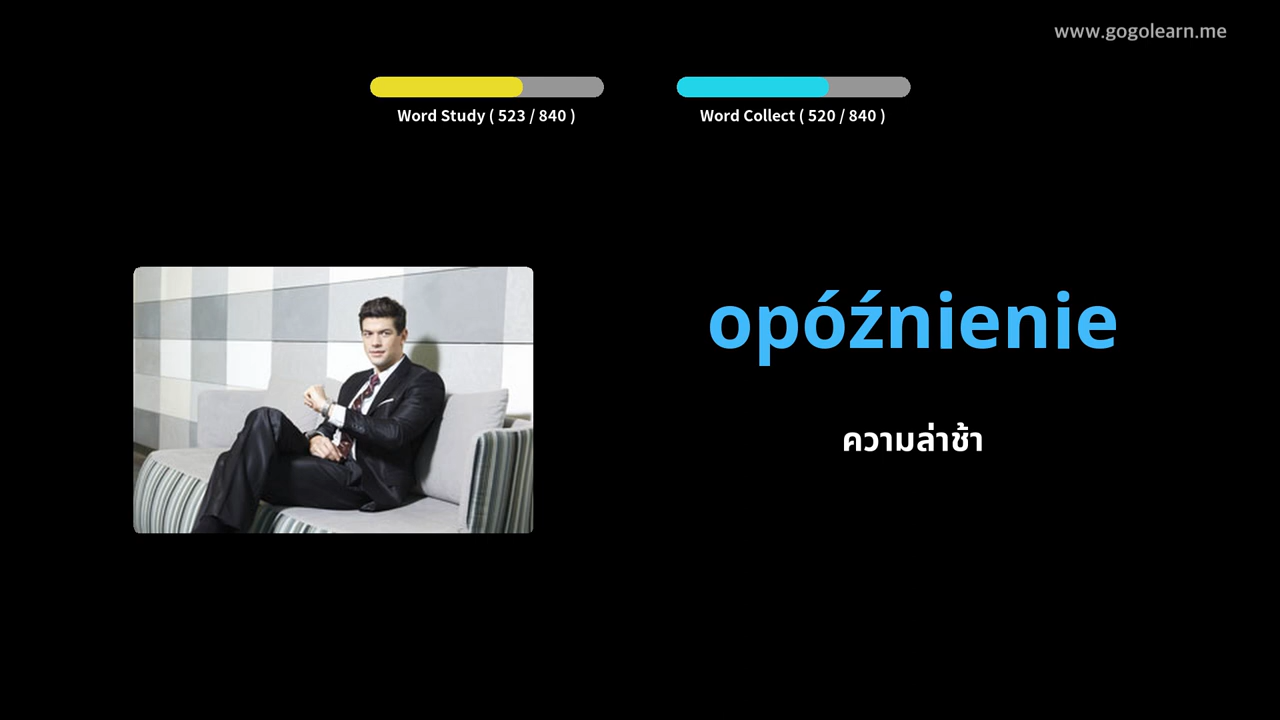 www.gogolearn.me
Word Study ( 523 / 840 )
Word Collect ( 520 / 840 )
opóźnienie
ความล่าช้า